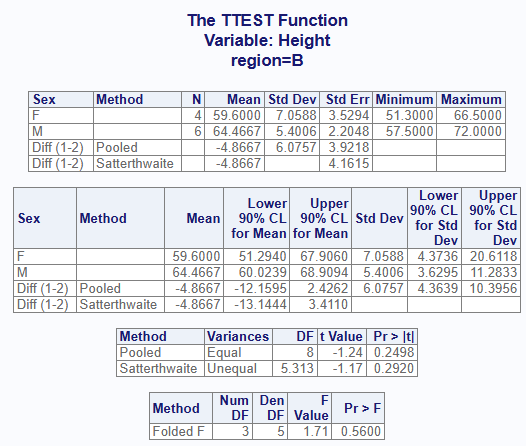 The TTEST Function
Variable: Height
region=B
Sex Method N Mean Std Dev Std Err Minimum Maximum
F 4 59.6000 7.0588 3.5294 51.3000 66.5000
M 6 64.4667 5.4006 2.2048 57.5000 72.0000
Diff (1-2) Pooled -4.8667 6.0757 3.9218
Diff (1-2) Satterthwaite -4.8667 4.1615
Sex Method Mean Lower 90% CL for Mean Upper 90% CL for Mean Std Dev Lower 90% CL for Std Dev Upper 90% CL for Std Dev
F 59.6000 51.2940 67.9060 7.0588 4.3736 20.6118
M 64.4667 60.0239 68.9094 5.4006 3.6295 11.2833
Diff (1-2) Pooled -4.8667 -12.1595 2.4262 6.0757 4.3639 10.3956
Diff (1-2) Satterthwaite -4.8667 -13.1444 3.4110
Method Variances DF t Value Pr > |t|
Pooled Equal 8 -1.24 0.2498
Satterthwaite Unequal 5.313 -1.17 0.2920
Method Num DF Den DF F Value Pr > F
Folded F 3 5 1.71 0.5600